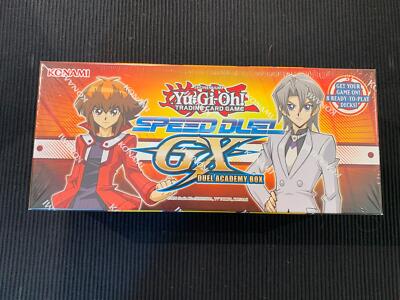 KONAMI
Yu-Gi-Oh!
TRADING CARD GAME
SPEED DUEL
GX
DUEL ACADEMY BOX
GET YOUR
GAME ON!
8 READY-TO-PLAY
DECKS!